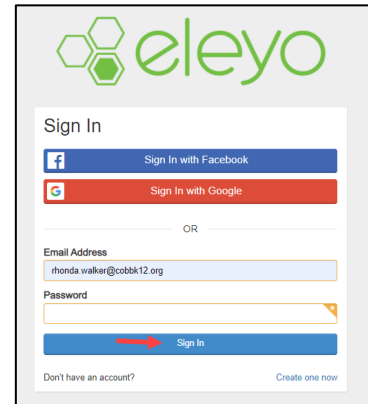 eleyo
Sign In
Sign In with Facebook
G
Sign In with Google
OR
Email Address
rhonda.walker@cobbk12.org
Password
Sign In
Don't have an account? Create one now